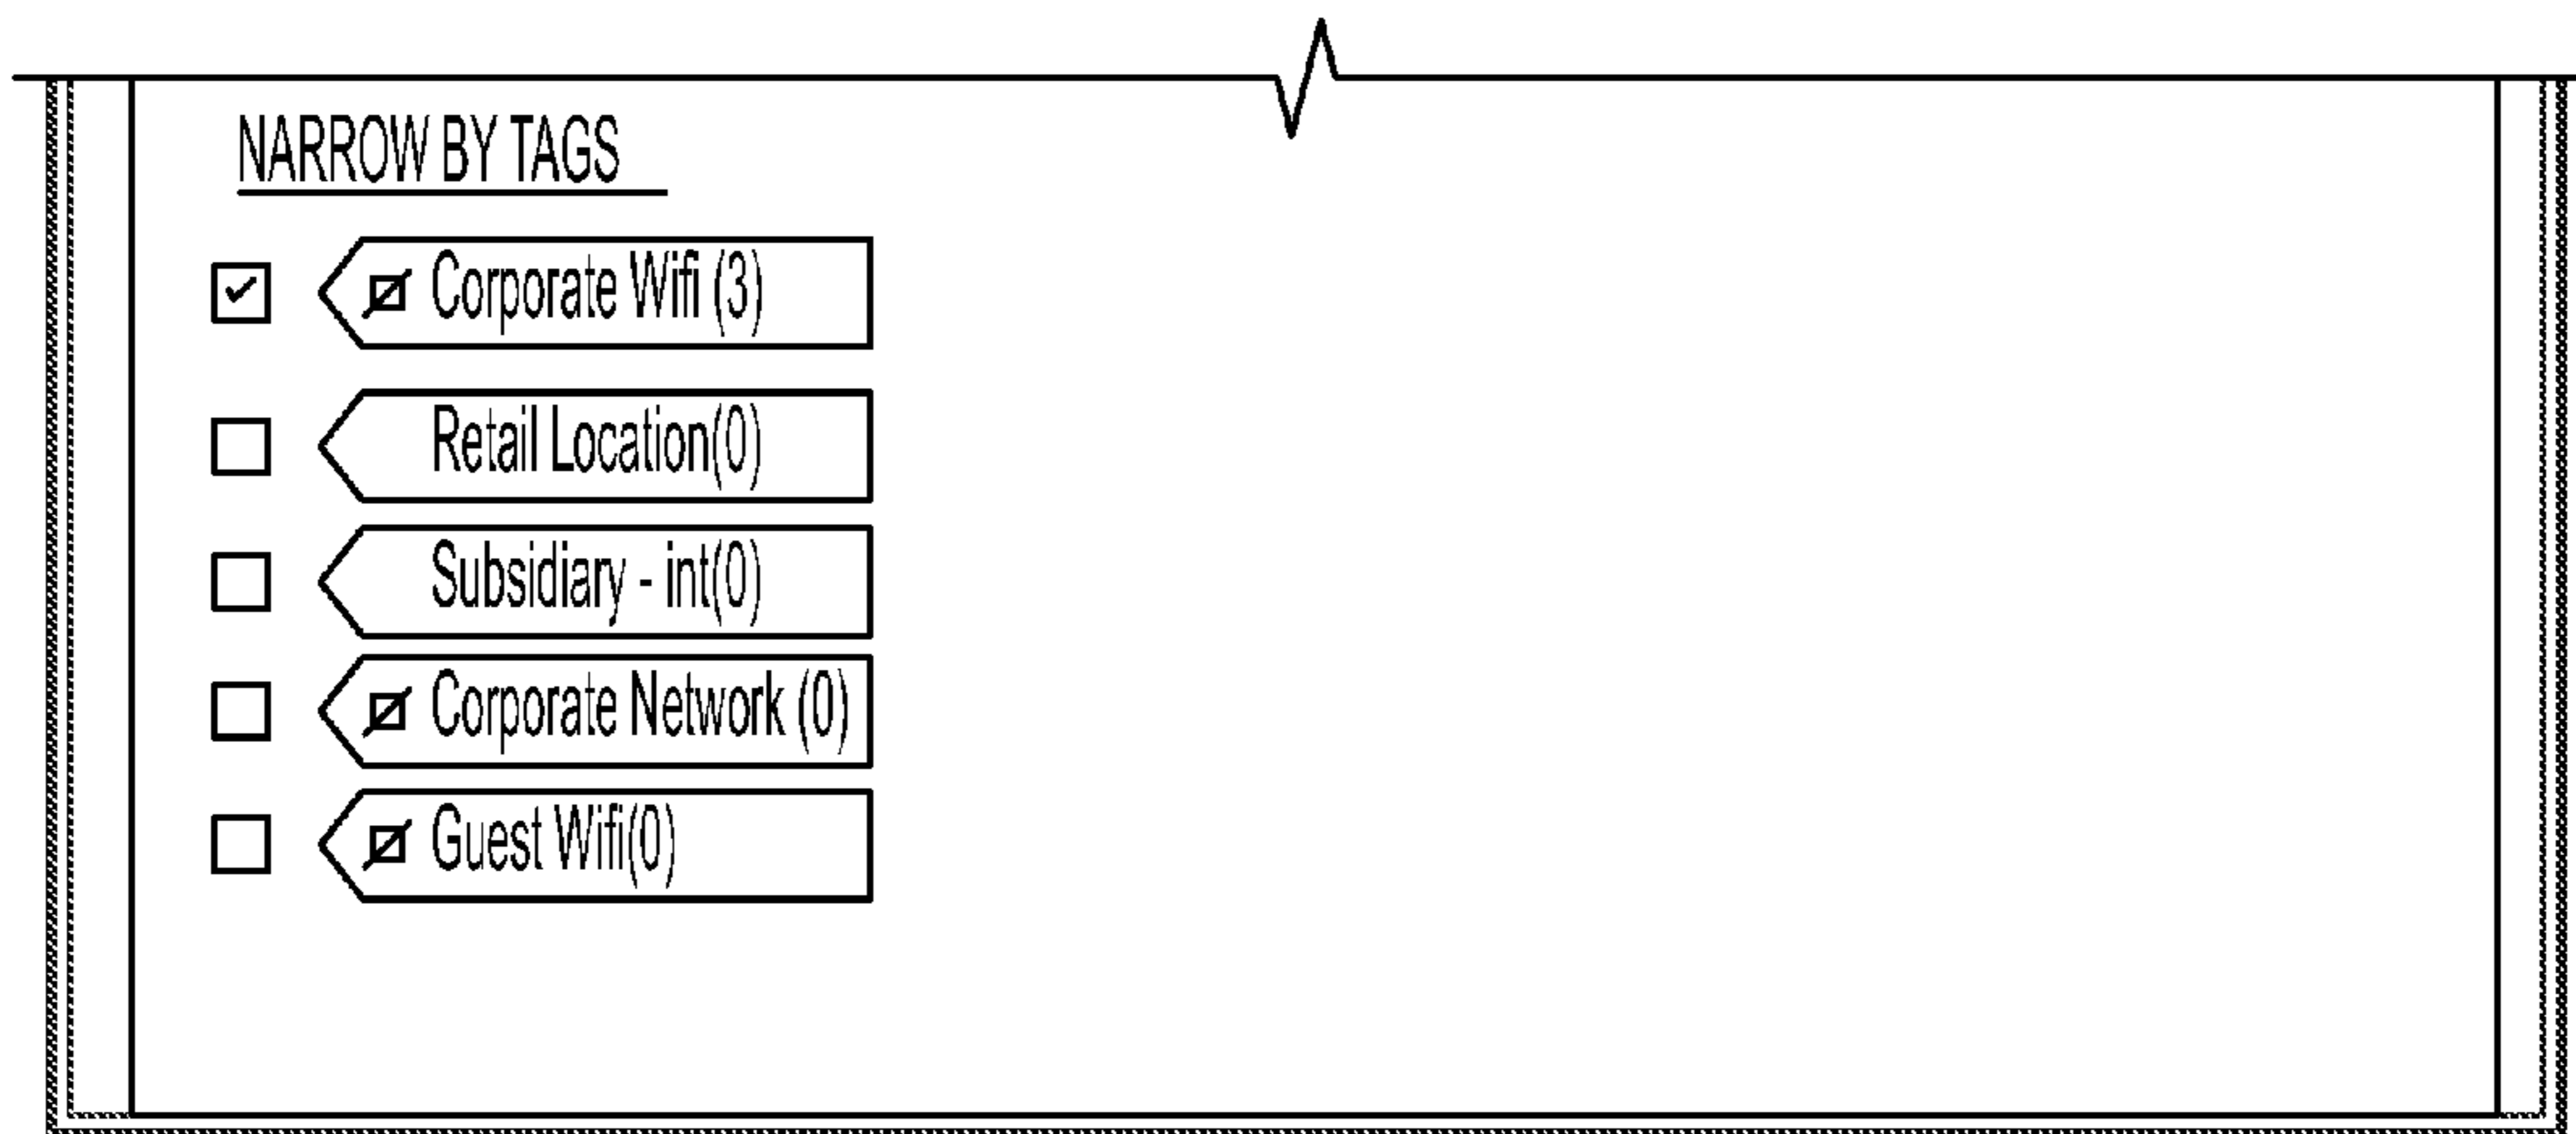 NARROW BY TAGS
Corporate Wifi (3)
Retail Location(0)
Subsidiary - int(0)
Corporate Network (0)
Guest Wifi(0)